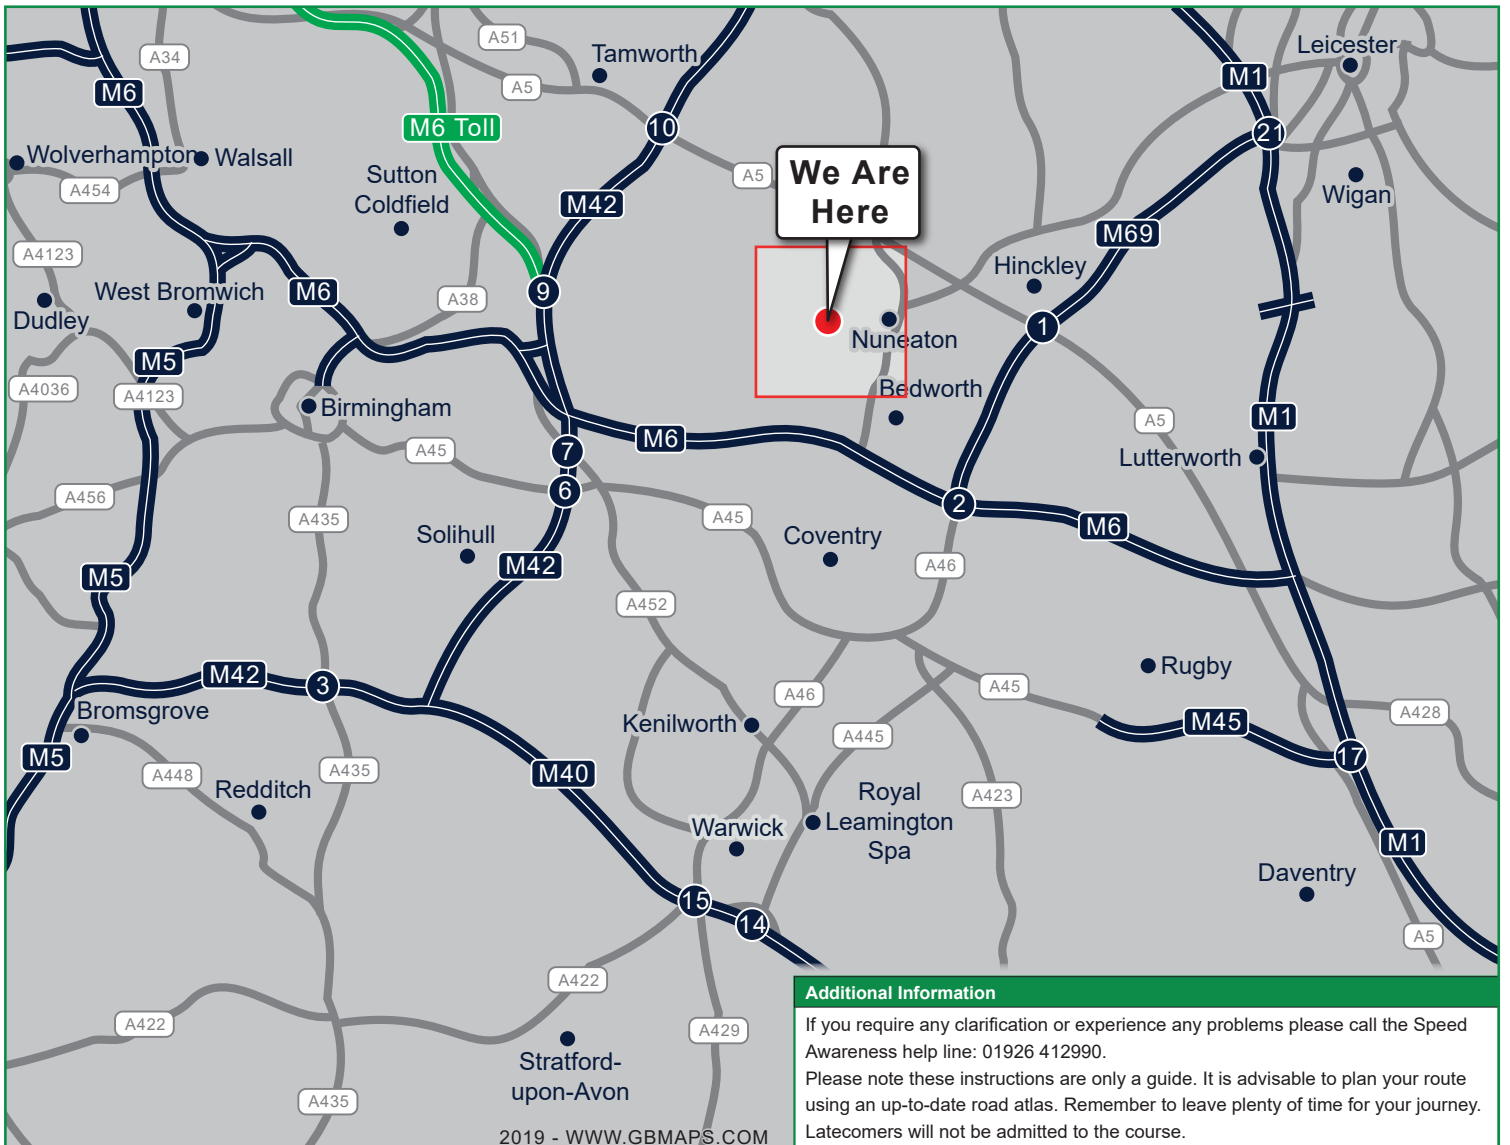 A34
A51
Tamworth
Leicester
M1
M6
A5
M6 Toll
10
21
Wolverhampton
Walsall
Sutton
Coldfield
A454
A5
We Are
Here
Wigan
M42
M69
A4123
Hinckley
West Bromwich
M6
A38
9
Dudley
1
Nuneaton
M5
A4036
A4123
Bedworth
Birmingham
A5
M1
A45
7
M6
Lutterworth
A456
6
2
A435
A45
M6
Solihull
Coventry
M42
A46
M5
A452
Rugby
M42
3
A46
A45
Bromsgrove
Kenilworth
A445
M45
A428
M5
A448
A435
M40
17
Redditch
Royal
Leamington
Spa
A423
Warwick
M1
Daventry
15
14
A5
A422
A422
A429
Stratford-
upon-Avon
A435
2019 - WWW.GBMAPS.COM
Additional Information
If you require any clarification or experience any problems please call the Speed
Awareness help line: 01926 412990.
Please note these instructions are only a guide. It is advisable to plan your route
using an up-to-date road atlas. Remember to leave plenty of time for your journey.
Latecomers will not be admitted to the course.